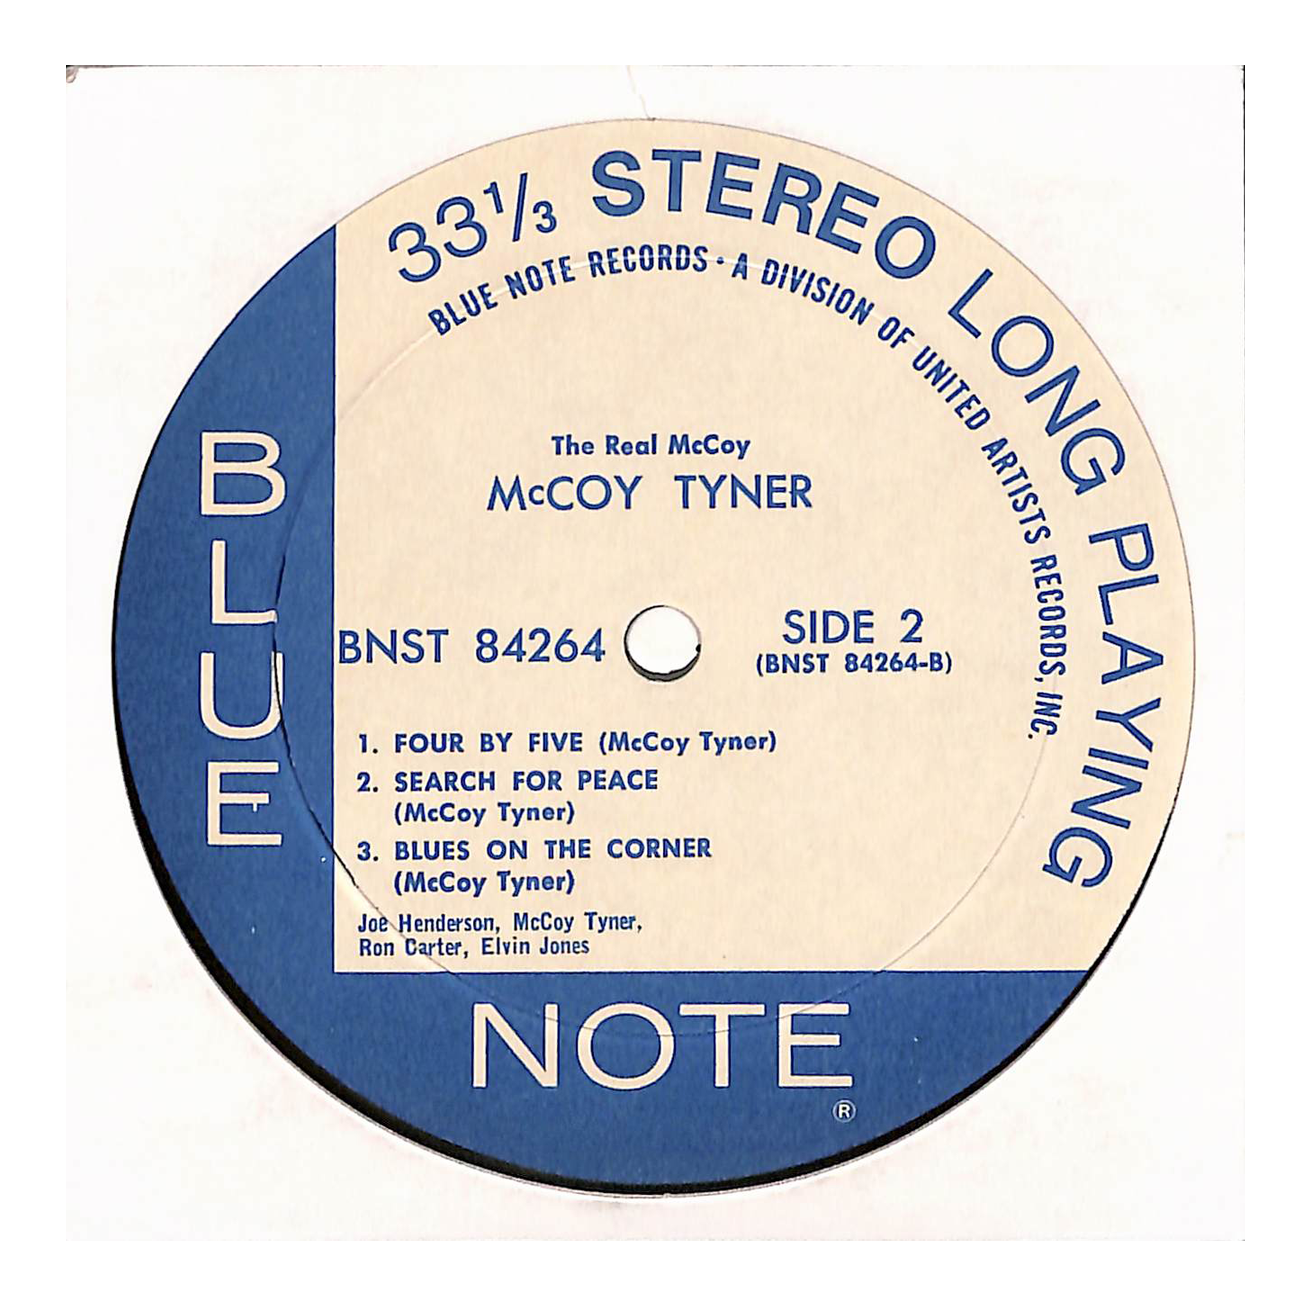 33⅓ STEREO LONG PLAYING
BLUE NOTE RECORDS · A DIVISION OF UNITED ARTISTS RECORDS, INC.
The Real McCoy
McCOY TYNER
BNST 84264
SIDE 2
(BNST 84264-B)
1. FOUR BY FIVE (McCoy Tyner)
2. SEARCH FOR PEACE
(McCoy Tyner)
3. BLUES ON THE CORNER
(McCoy Tyner)
Joe Henderson, McCoy Tyner,
Ron Carter, Elvin Jones
BLUE
NOTE
®